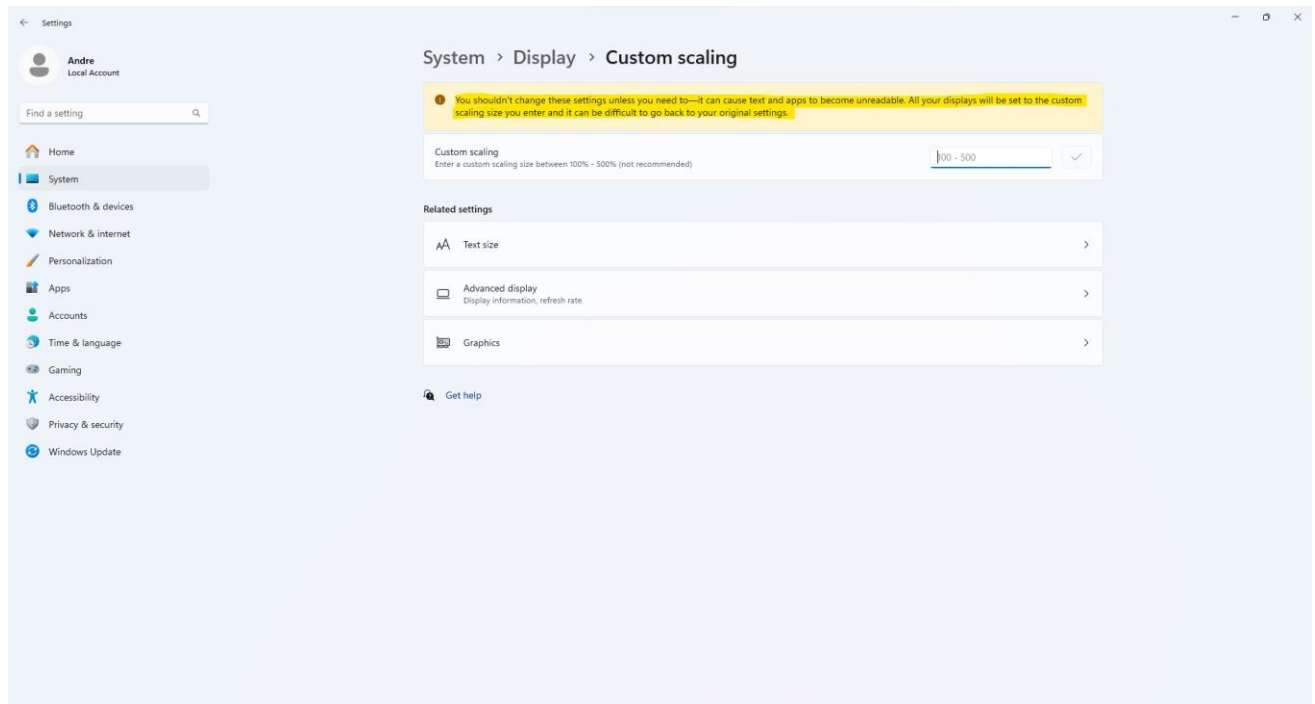 Settings
Andre
Local Account
Find a setting
Home
System
Bluetooth & devices
Network & internet
Personalization
Apps
Accounts
Time & language
Gaming
Accessibility
Privacy & security
Windows Update
System > Display > Custom scaling
You shouldn't change these settings unless you need to—it can cause text and apps to become unreadable. All your displays will be set to the custom
scaling size you enter and it can be difficult to go back to your original settings.
Custom scaling
Enter a custom scaling size between 100% - 500% (not recommended)
100 - 500
Related settings
Text size
Advanced display
Display information, refresh rate
Graphics
Get help